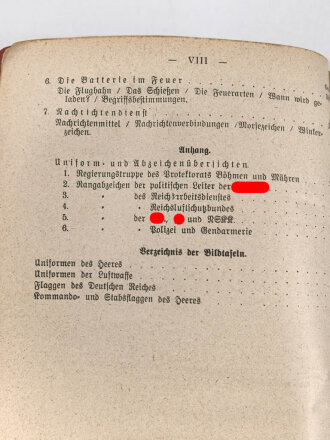 — VIII —
6. Die Batterie im Feuer . . . . . . . . . .
Die Flugbahn / Das Schießen / Die Feuerarten / Wann wird ge-
laden? / Begriffsbestimmungen.
7. Nachrichtendienst . . . . . . . . . .
Nachrichtenmittel / Nachrichtenverbindungen / Morsezeichen / Winker-
zeichen.
Anhang.
Uniform- und Abzeichenübersichten.
1. Regierungstruppe des Protektorats Böhmen und Mähren
2. Rangabzeichen der politischen Leiter der
3. " des Reichsarbeitsdienstes
4. " Reichsluftschutzbundes
5. " der , und NSKK.
6. " Polizei und Gendarmerie
Verzeichnis der Bildtafeln.
Uniformen des Heeres . . . . . . . . . .
Uniformen der Luftwaffe . . . . . . . . . .
Flaggen des Deutschen Reiches . . . . . . . . . .
Kommando- und Stabsflaggen des Heeres . . . . . . . . . .